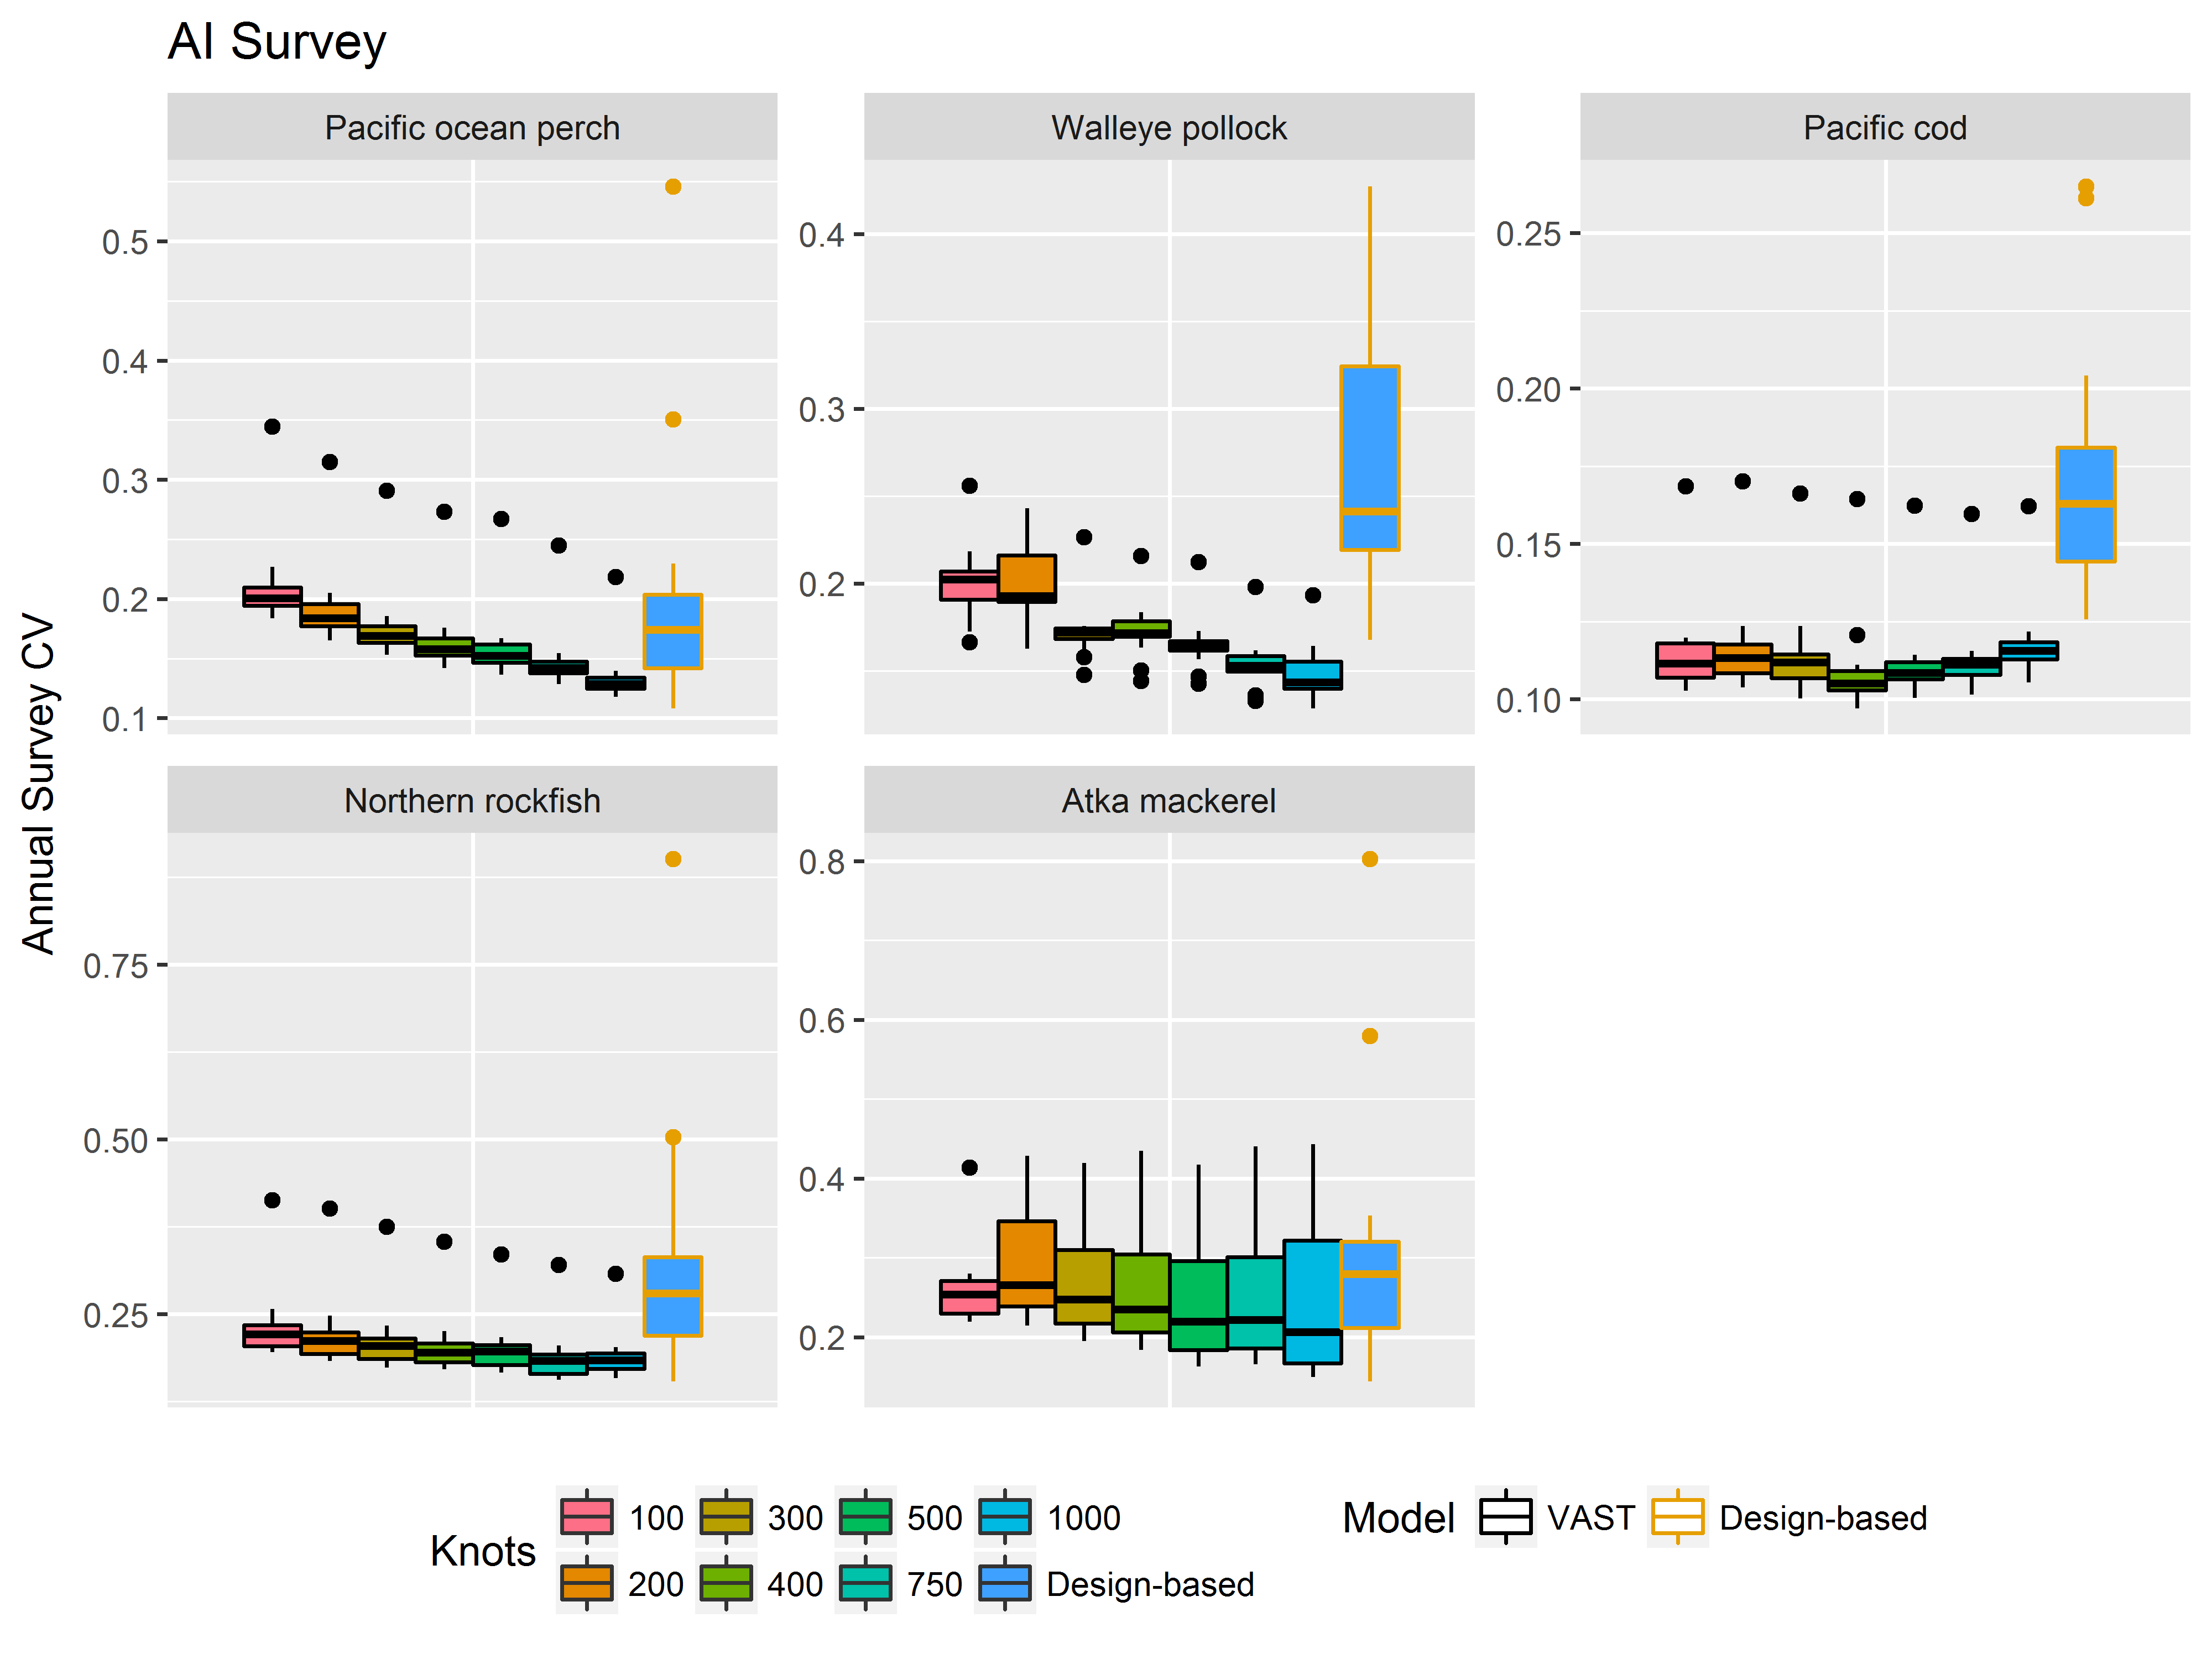 AI Survey
Pacific ocean perch
Walleye pollock
Pacific cod
0.5
0.4
0.3
0.2
0.1
0.4
0.3
0.2
0.25
0.20
0.15
0.10
Annual Survey CV
Northern rockfish
Atka mackerel
0.75
0.50
0.25
0.8
0.6
0.4
0.2
Knots
100
300
500
1000
200
400
750
Design-based
Model
VAST
Design-based